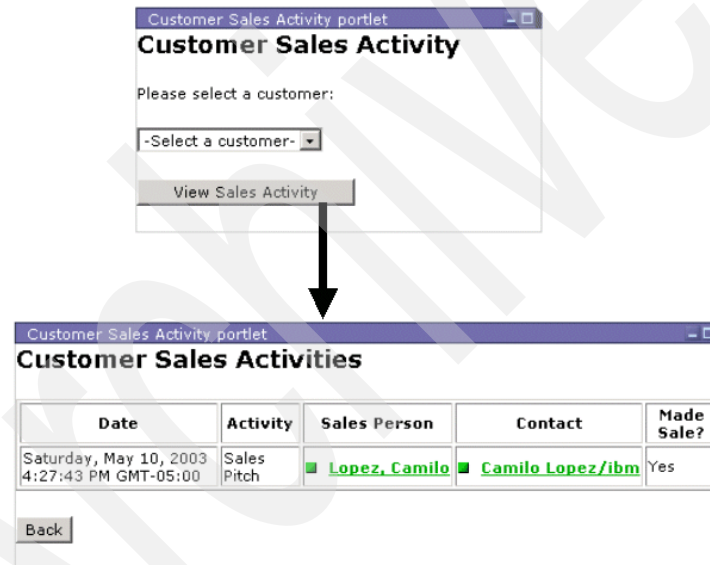 Customer Sales Activity portlet
Customer Sales Activity
Please select a customer:
-Select a customer-
View Sales Activity
Customer Sales Activity portlet
Customer Sales Activities
Date Activity Sales Person Contact Made Sale?
Saturday, May 10, 2003 4:27:43 PM GMT-05:00 Sales Pitch Lopez, Camilo Camilo Lopez/ibm Yes
Back